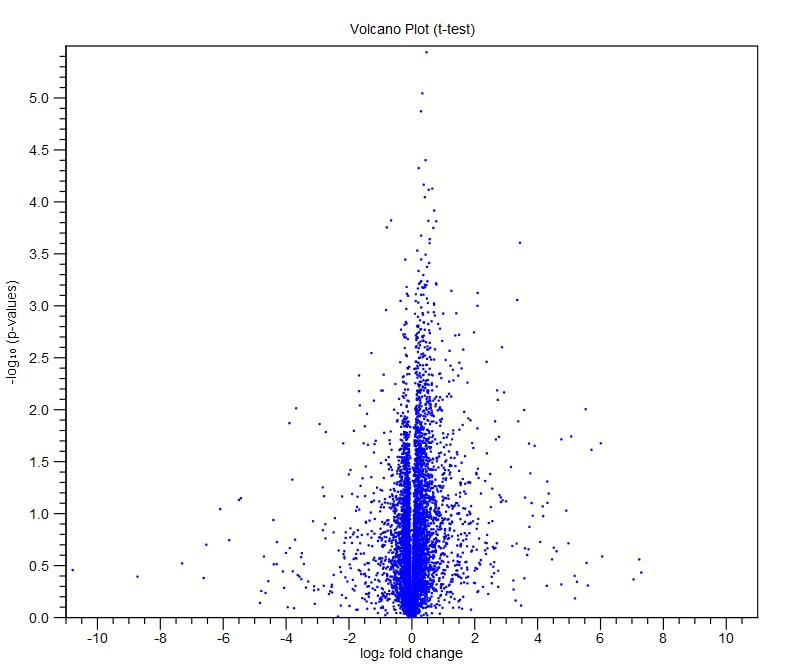 Volcano Plot (t-test)
-log₁₀ (p-values)
5.0
4.5
4.0
3.5
3.0
2.5
2.0
1.5
1.0
0.5
0.0
-10 -8 -6 -4 -2 0 2 4 6 8 10
log₂ fold change